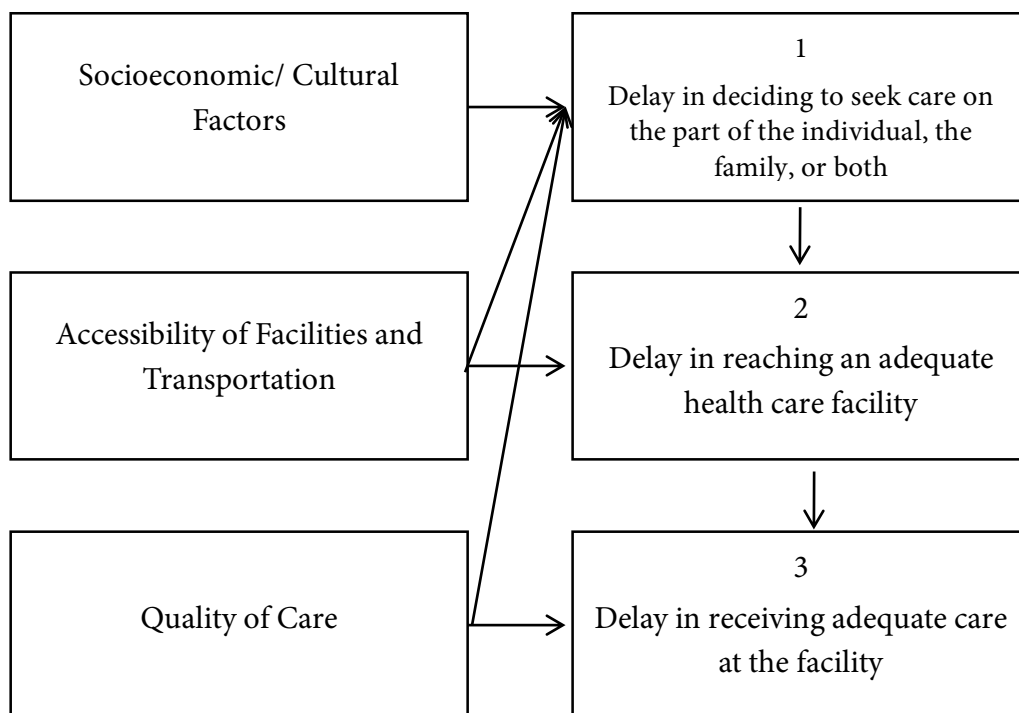 Socioeconomic/ Cultural
Factors
1
Delay in deciding to seek care on
the part of the individual, the
family, or both
Accessibility of Facilities and
Transportation
2
Delay in reaching an adequate
health care facility
Quality of Care
3
Delay in receiving adequate care
at the facility